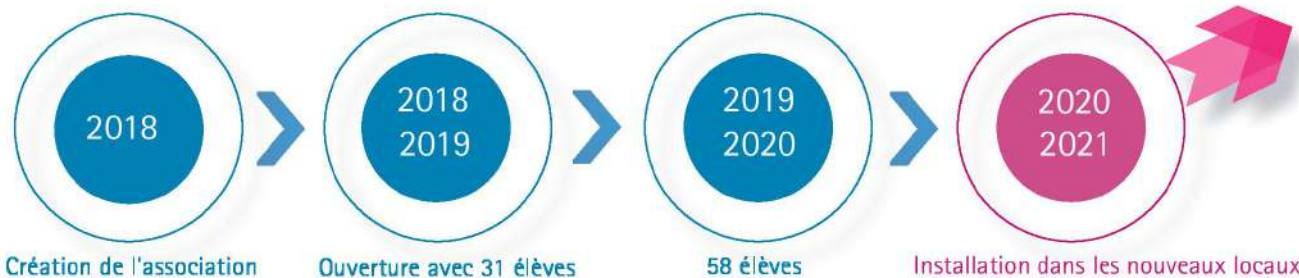 2018
2018
2019
2019
2020
2020
2021
Création de l'association
Ouverture avec 31 élèves
58 élèves
Installation dans les nouveaux locaux